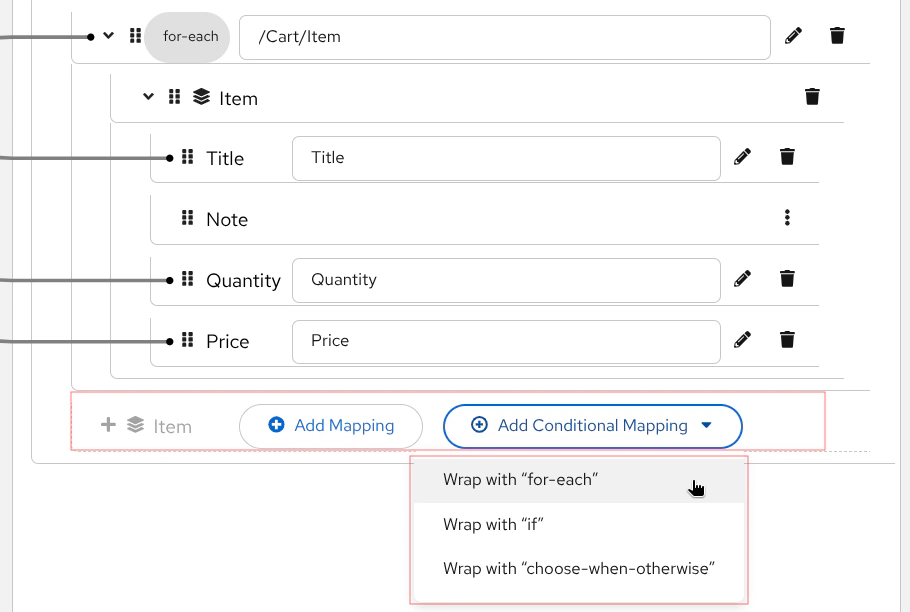 for-each /Cart/Item
Item
Title Title
Note
Quantity Quantity
Price Price
Item Add Mapping Add Conditional Mapping
Wrap with “for-each”
Wrap with “if”
Wrap with “choose-when-otherwise”